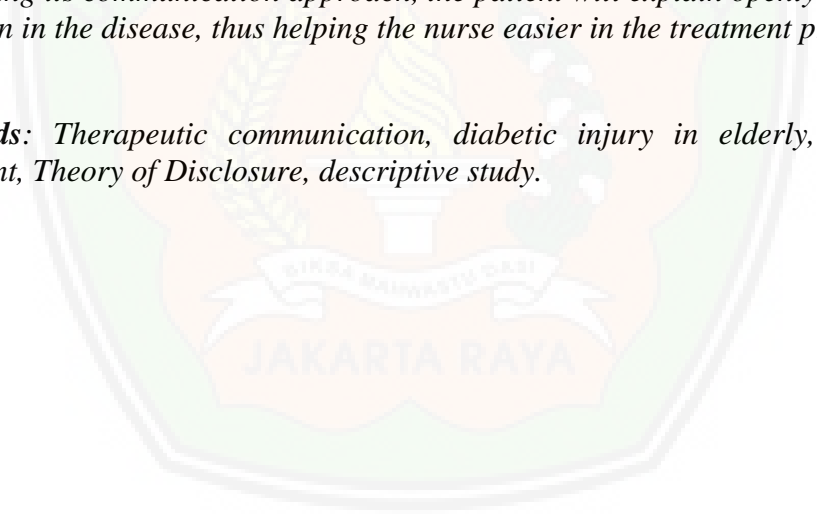 its communication approach, the patient will explain openly
in the disease, thus helping the nurse easier in the treatment p
ds: Therapeutic communication, diabetic injury in elderly,
nt, Theory of Disclosure, descriptive study.
JAKARTA RAYA